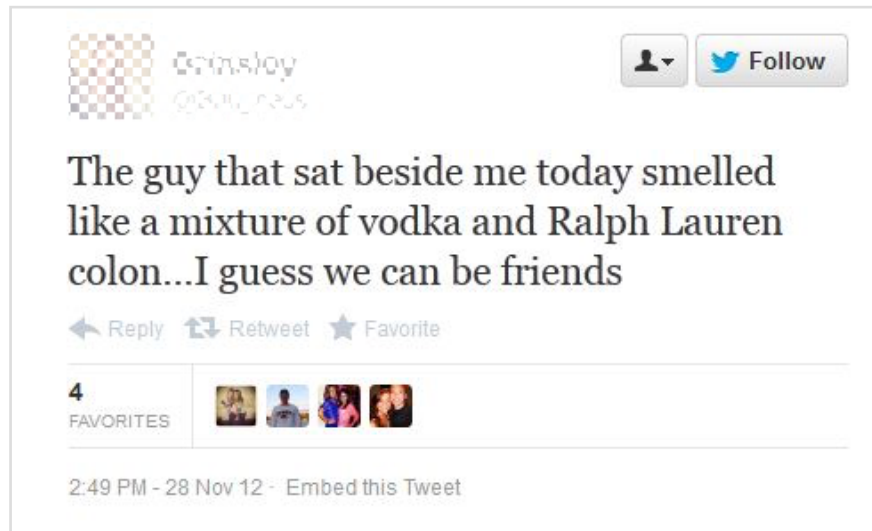 Follow
The guy that sat beside me today smelled
like a mixture of vodka and Ralph Lauren
colon...I guess we can be friends
Reply Retweet Favorite
4
FAVORITES
2:49 PM - 28 Nov 12 · Embed this Tweet